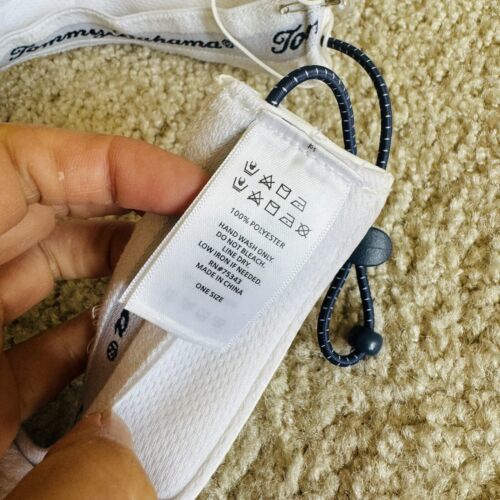 Tommy Bahama®
To
100% POLYESTER
HAND WASH ONLY.
DO NOT BLEACH.
LINE DRY.
LOW IRON IF NEEDED.
RN#75343
MADE IN CHINA
ONE SIZE